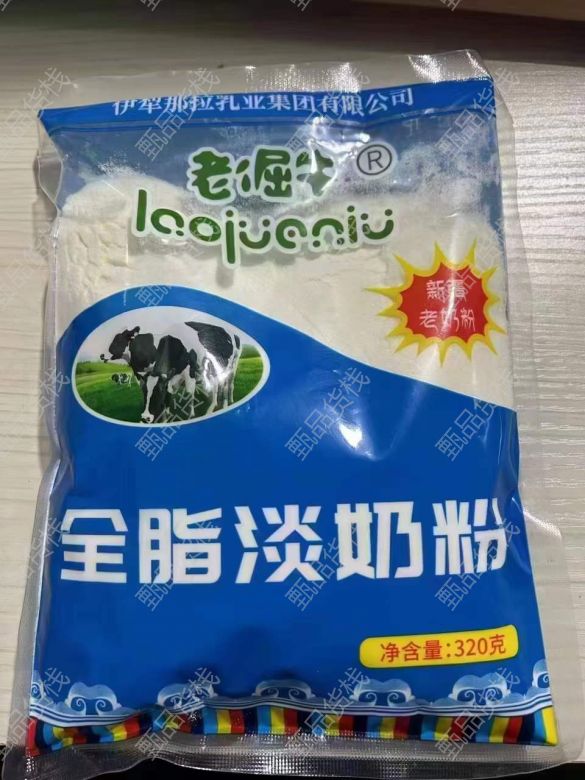 伊犁那拉乳业集团有限公司
老倔牛®
laojuaniu
新疆
老奶粉
全脂淡奶粉
净含量:320克
甄品货栈